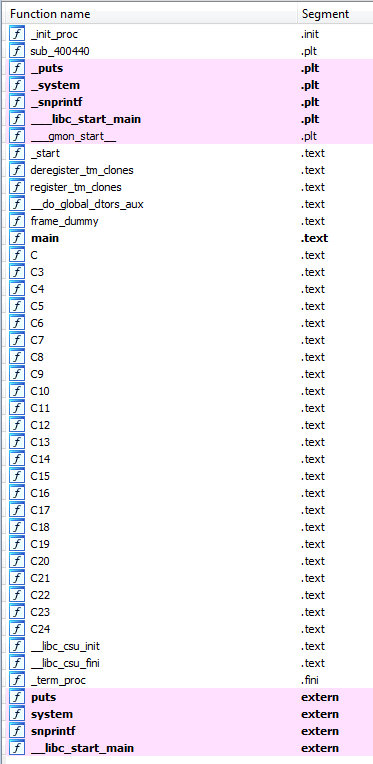 Function name Segment
_init_proc .init
sub_400440 .plt
_puts .plt
_system .plt
_snprintf .plt
___libc_start_main .plt
___gmon_start__ .plt
_start .text
deregister_tm_clones .text
register_tm_clones .text
__do_global_dtors_aux .text
frame_dummy .text
main .text
C .text
C3 .text
C4 .text
C5 .text
C6 .text
C7 .text
C8 .text
C9 .text
C10 .text
C11 .text
C12 .text
C13 .text
C14 .text
C15 .text
C16 .text
C17 .text
C18 .text
C19 .text
C20 .text
C21 .text
C22 .text
C23 .text
C24 .text
__libc_csu_init .text
__libc_csu_fini .text
_term_proc .fini
puts extern
system extern
snprintf extern
__libc_start_main extern